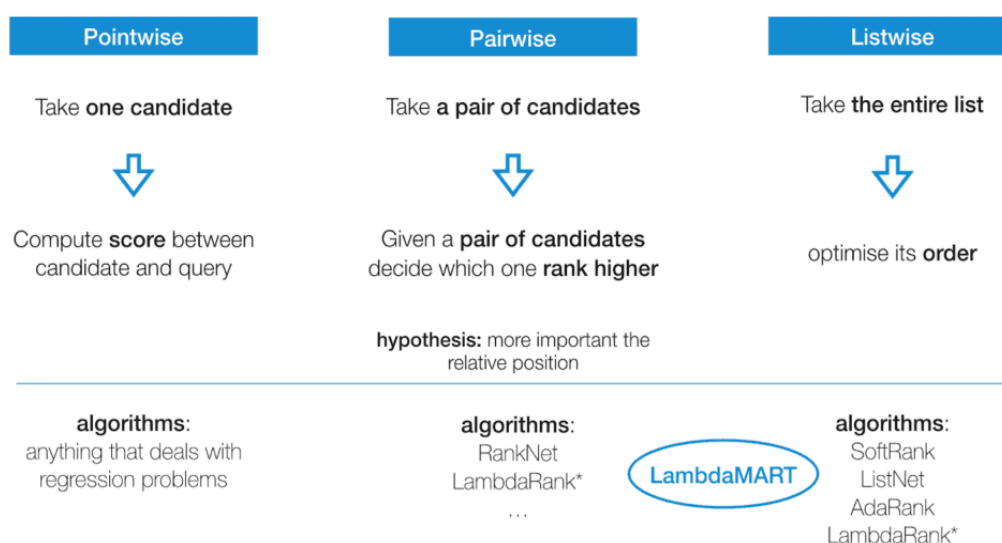 Pointwise
Take one candidate
Compute score between
candidate and query
algorithms:
anything that deals with
regression problems
Pairwise
Take a pair of candidates
Given a pair of candidates
decide which one rank higher
hypothesis: more important the
relative position
algorithms:
RankNet
LambdaRank*
...
LambdaMART
Listwise
Take the entire list
optimise its order
algorithms:
SoftRank
ListNet
AdaRank
LambdaRank*